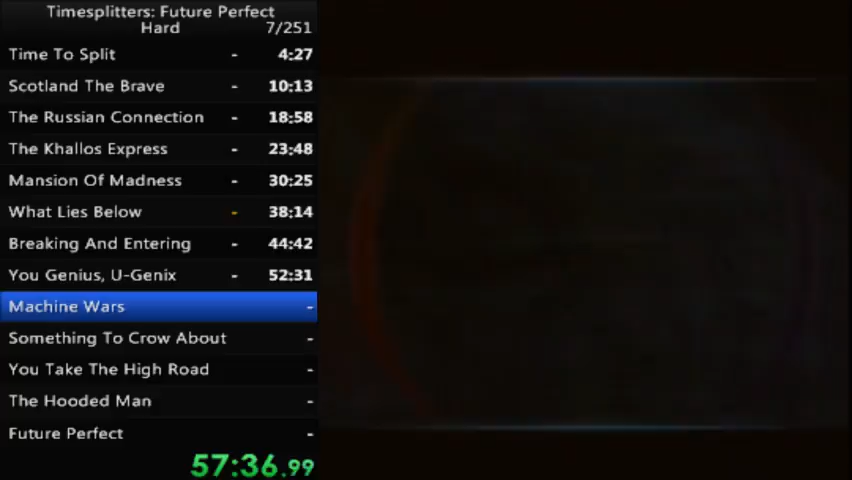 Timesplitters: Future Perfect
Hard 7/251
Time To Split - 4:27
Scotland The Brave - 10:13
The Russian Connection - 18:58
The Khallos Express - 23:48
Mansion Of Madness - 30:25
What Lies Below - 38:14
Breaking And Entering - 44:42
You Genius, U-Genix - 52:31
Machine Wars -
Something To Crow About -
You Take The High Road -
The Hooded Man -
Future Perfect -
57:36.99